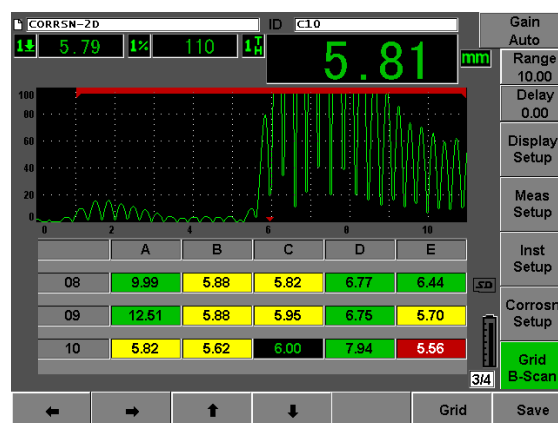 CORRSN-2D ID C10 Gain
Auto
1 5.79 1% 110 1TH 5.81 mm
Range
10.00
Delay
0.00
Display
Setup
Meas
Setup
Inst
Setup
Corrosn
Setup
Grid
B-Scan
100
80
60
40
20
0
0 2 4 6 8 10
A B C D E
08 9.99 5.88 5.82 6.77 6.44
09 12.51 5.88 5.95 6.75 5.70
10 5.82 5.62 6.00 7.94 5.56
SD
3/4
Grid Save